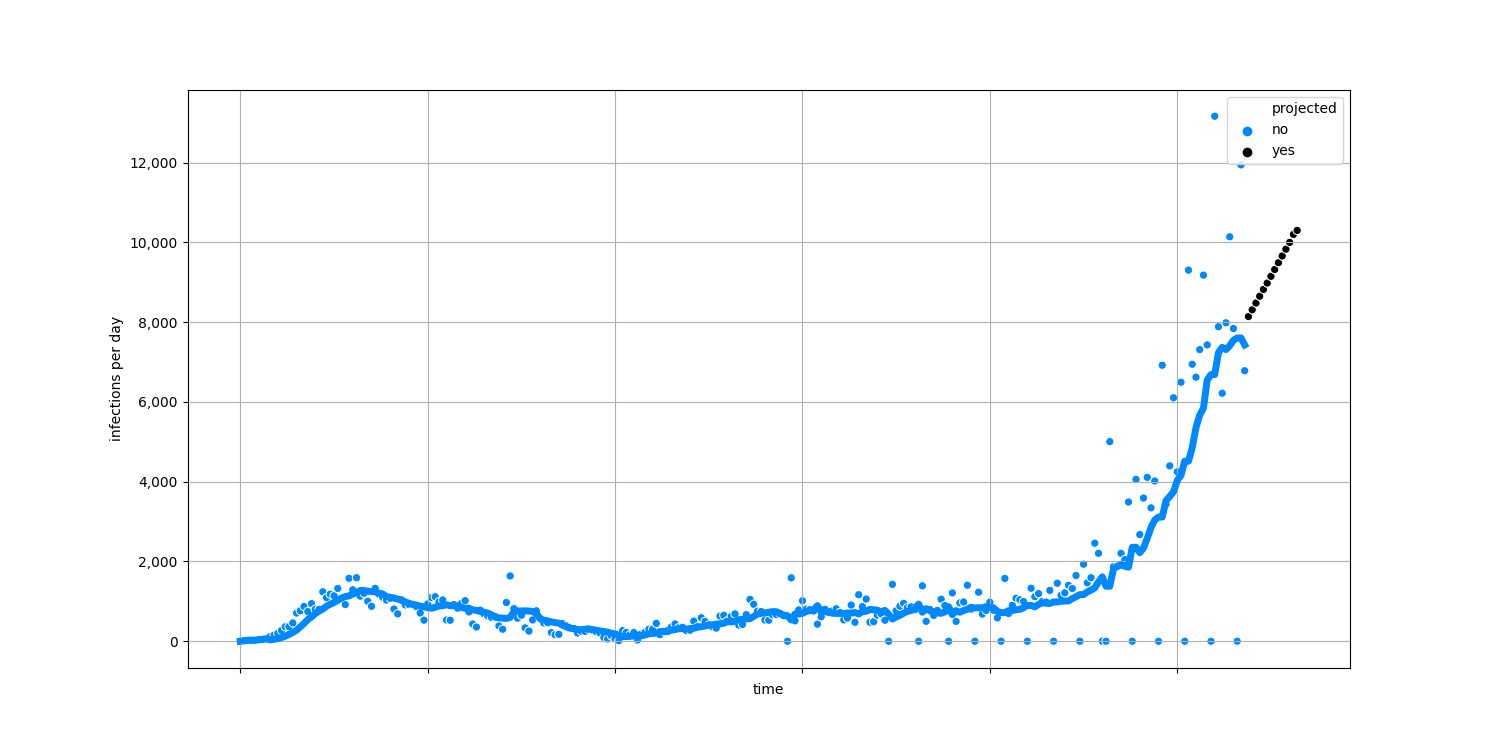 projected
no
yes
12,000
10,000
8,000
6,000
4,000
2,000
0
infections per day
time